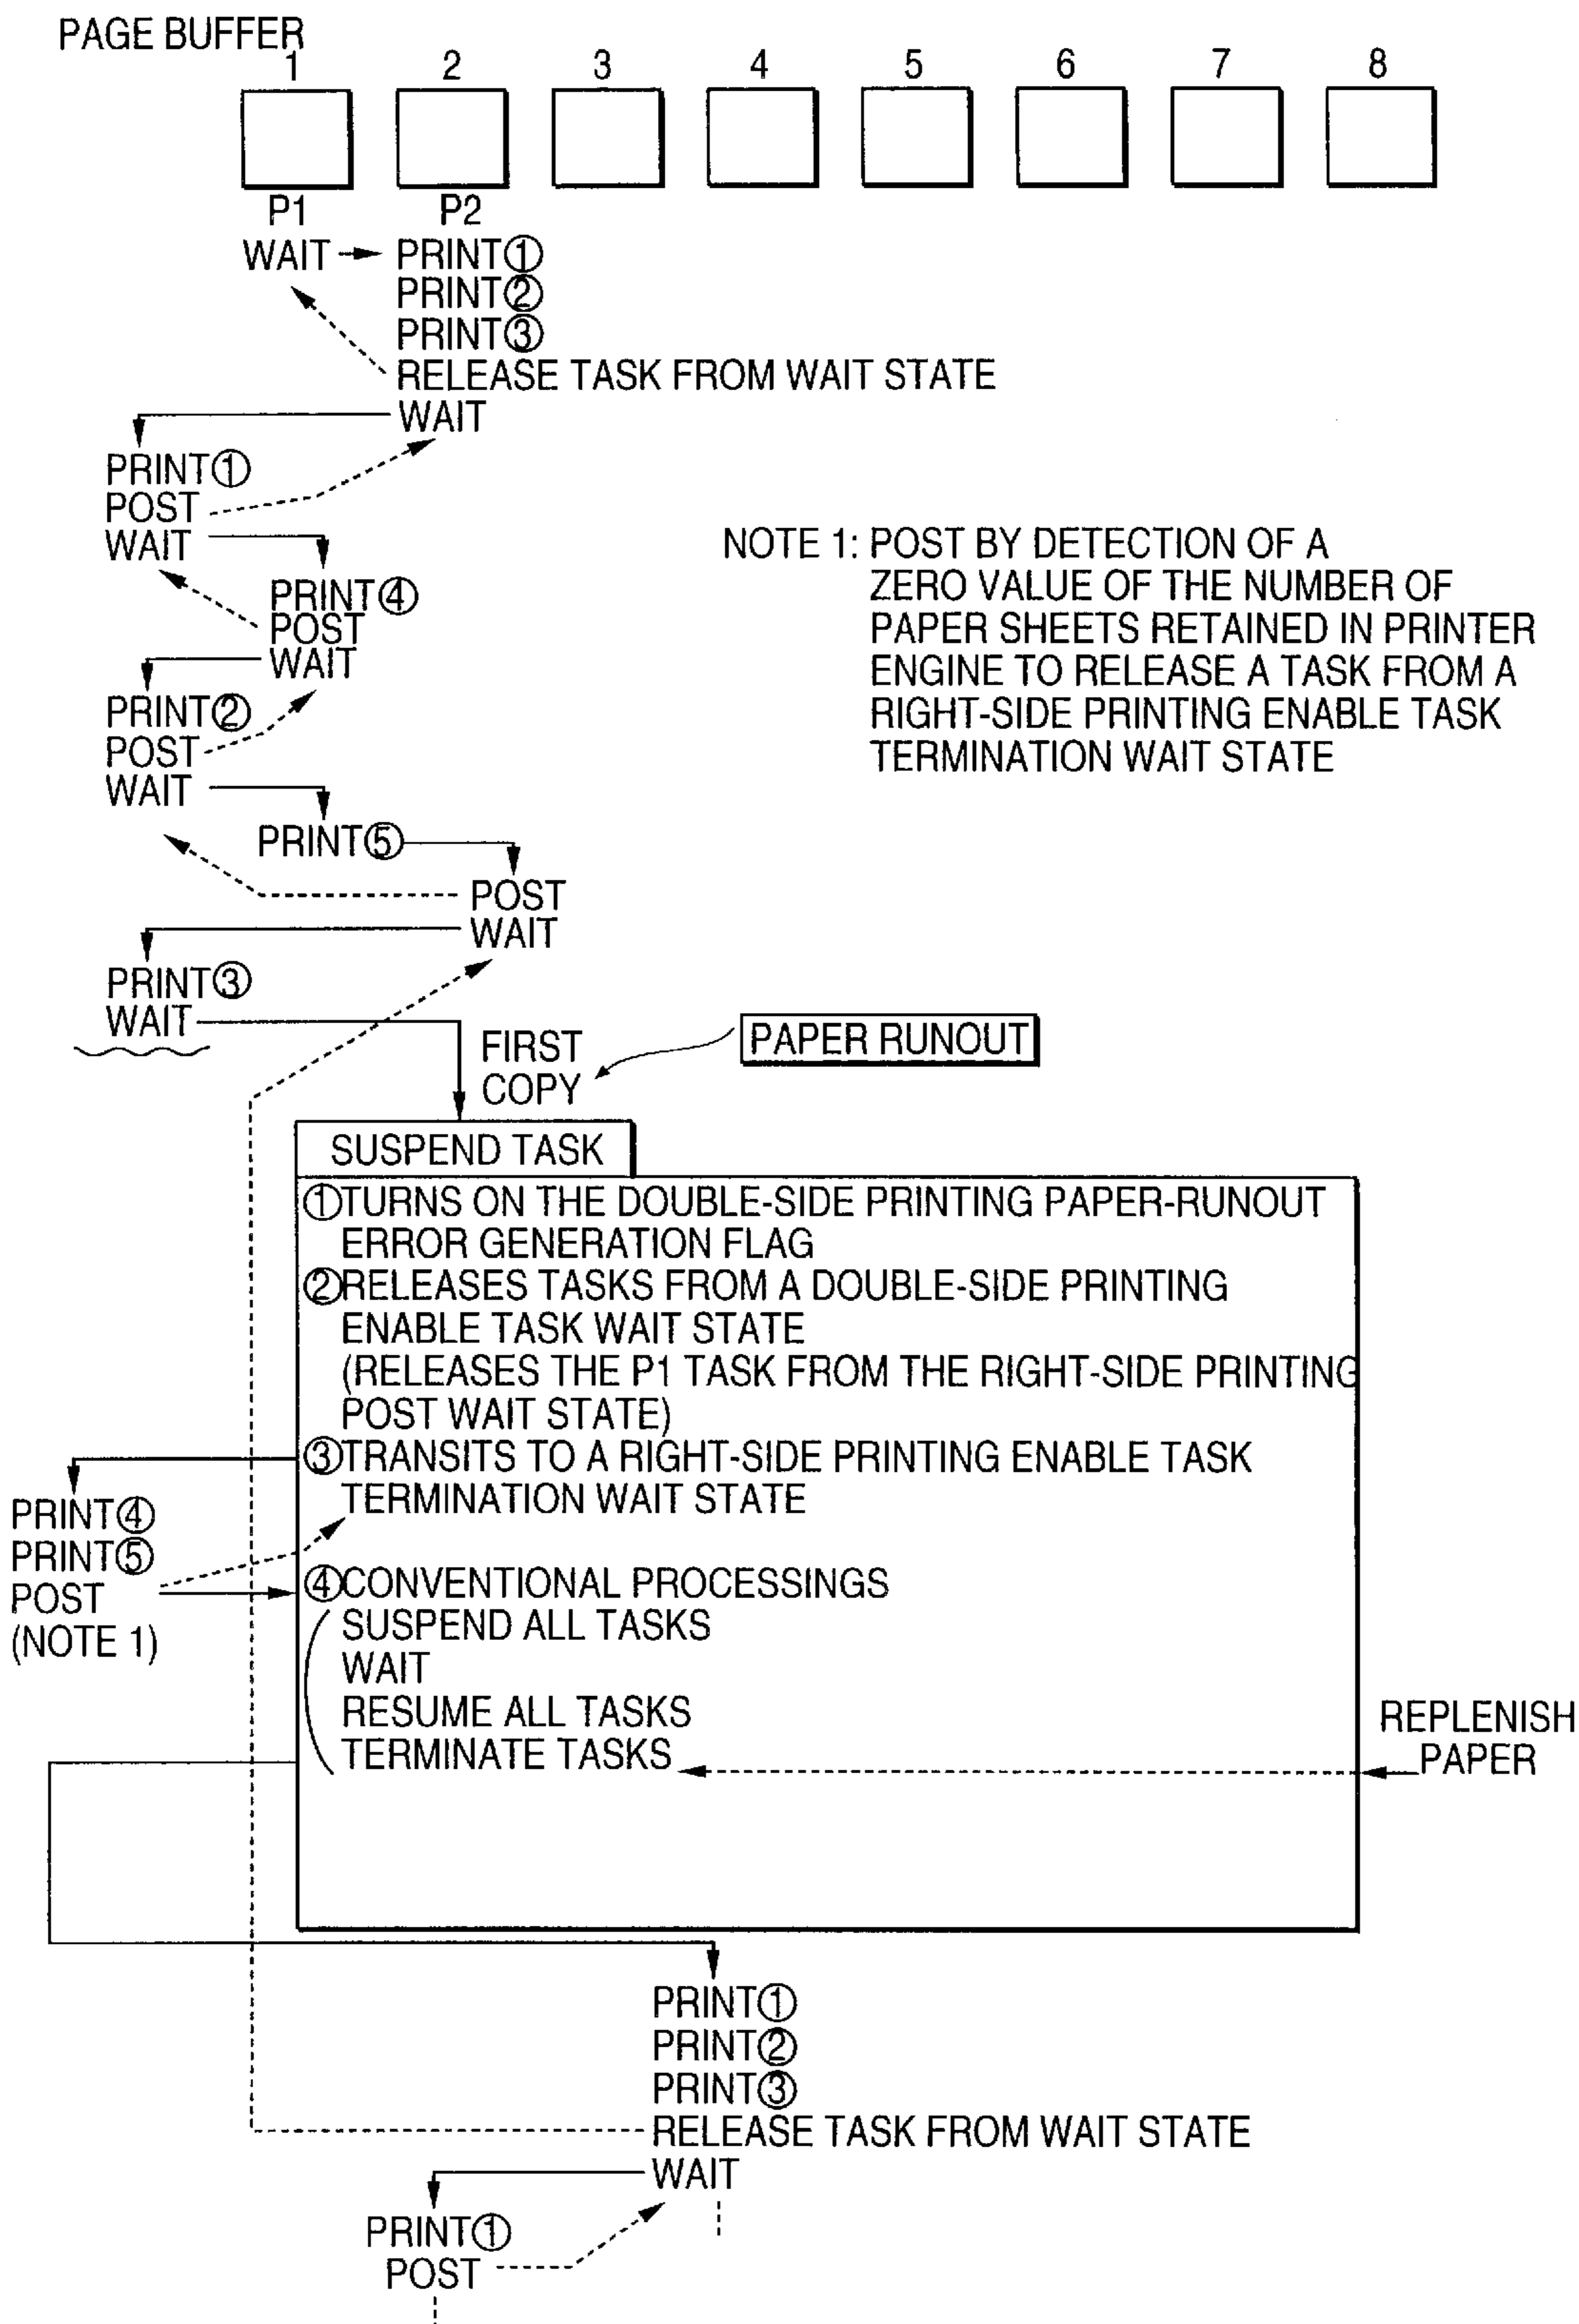 PAGE BUFFER
1 2 3 4 5 6 7 8
P1 P2
WAIT PRINT①
PRINT②
PRINT③
RELEASE TASK FROM WAIT STATE
WAIT
PRINT①
POST
WAIT
PRINT④
POST
WAIT
PRINT②
POST
WAIT
PRINT⑤
POST
WAIT
PRINT③
WAIT
NOTE 1: POST BY DETECTION OF A
ZERO VALUE OF THE NUMBER OF
PAPER SHEETS RETAINED IN PRINTER
ENGINE TO RELEASE A TASK FROM A
RIGHT-SIDE PRINTING ENABLE TASK
TERMINATION WAIT STATE
FIRST
COPY
PAPER RUNOUT
SUSPEND TASK
①TURNS ON THE DOUBLE-SIDE PRINTING PAPER-RUNOUT
ERROR GENERATION FLAG
②RELEASES TASKS FROM A DOUBLE-SIDE PRINTING
ENABLE TASK WAIT STATE
(RELEASES THE P1 TASK FROM THE RIGHT-SIDE PRINTING
POST WAIT STATE)
③TRANSITS TO A RIGHT-SIDE PRINTING ENABLE TASK
TERMINATION WAIT STATE
PRINT④
PRINT⑤
POST
(NOTE 1)
④CONVENTIONAL PROCESSINGS
SUSPEND ALL TASKS
WAIT
RESUME ALL TASKS
TERMINATE TASKS
REPLENISH
PAPER
PRINT①
PRINT②
PRINT③
RELEASE TASK FROM WAIT STATE
WAIT
PRINT①
POST